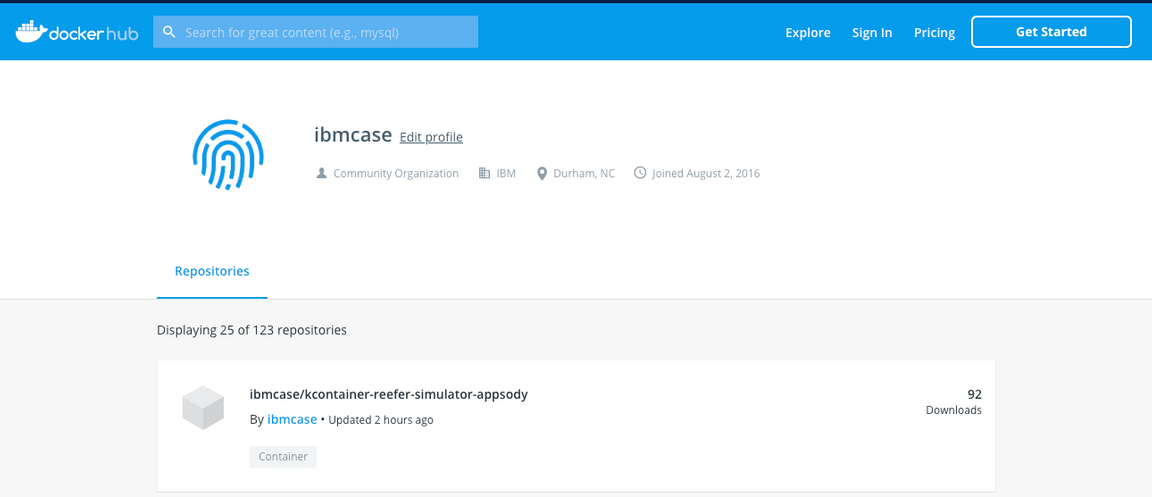 dockerhub Search for great content (e.g., mysql) Explore Sign In Pricing Get Started
ibmcase Edit profile
Community Organization IBM Durham, NC Joined August 2, 2016
Repositories
Displaying 25 of 123 repositories
ibmcase/kcontainer-reefer-simulator-appsody 92
By ibmcase • Updated 2 hours ago Downloads
Container